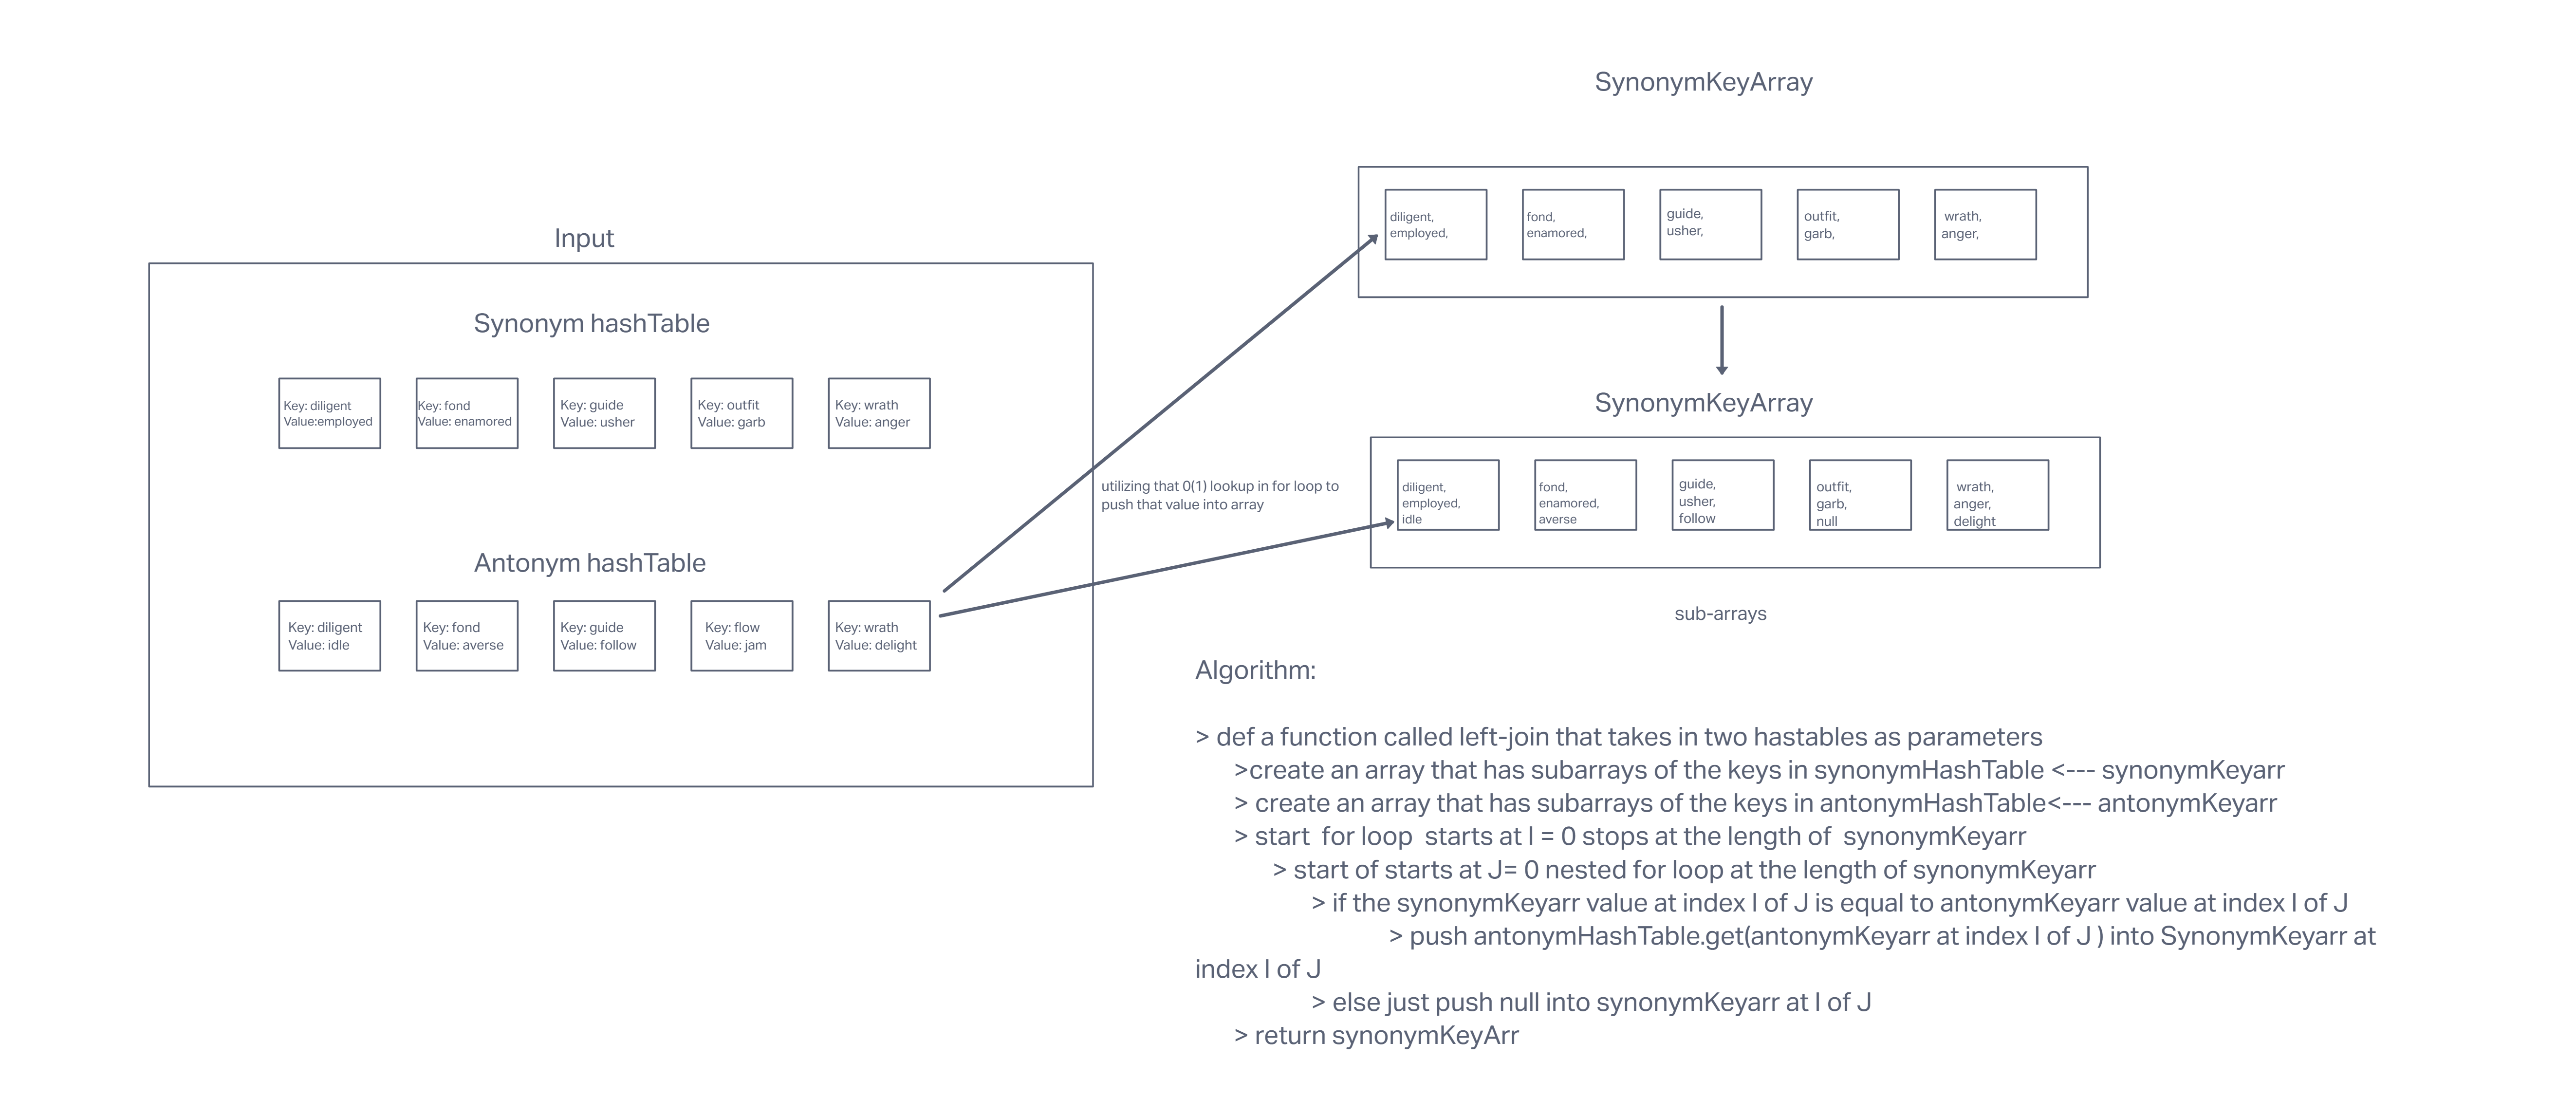 SynonymKeyArray
diligent,
employed,
fond,
enamored,
guide,
usher,
outfit,
garb,
wrath,
anger,
Input
Synonym hashTable
Key: diligent
Value:employed
Key: fond
Value: enamored
Key: guide
Value: usher
Key: outfit
Value: garb
Key: wrath
Value: anger
Antonym hashTable
Key: diligent
Value: idle
Key: fond
Value: averse
Key: guide
Value: follow
Key: flow
Value: jam
Key: wrath
Value: delight
utilizing that 0(1) lookup in for loop to
push that value into array
SynonymKeyArray
diligent,
employed,
idle
fond,
enamored,
averse
guide,
usher,
follow
outfit,
garb,
null
wrath,
anger,
delight
sub-arrays
Algorithm:
> def a function called left-join that takes in two hastables as parameters
>create an array that has subarrays of the keys in synonymHashTable <--- synonymKeyarr
> create an array that has subarrays of the keys in antonymHashTable<--- antonymKeyarr
> start  for loop  starts at I = 0 stops at the length of  synonymKeyarr
> start of starts at J= 0 nested for loop at the length of synonymKeyarr
> if the synonymKeyarr value at index I of J is equal to antonymKeyarr value at index I of J
> push antonymHashTable.get(antonymKeyarr at index I of J ) into SynonymKeyarr at
index I of J
> else just push null into synonymKeyarr at I of J
> return synonymKeyArr